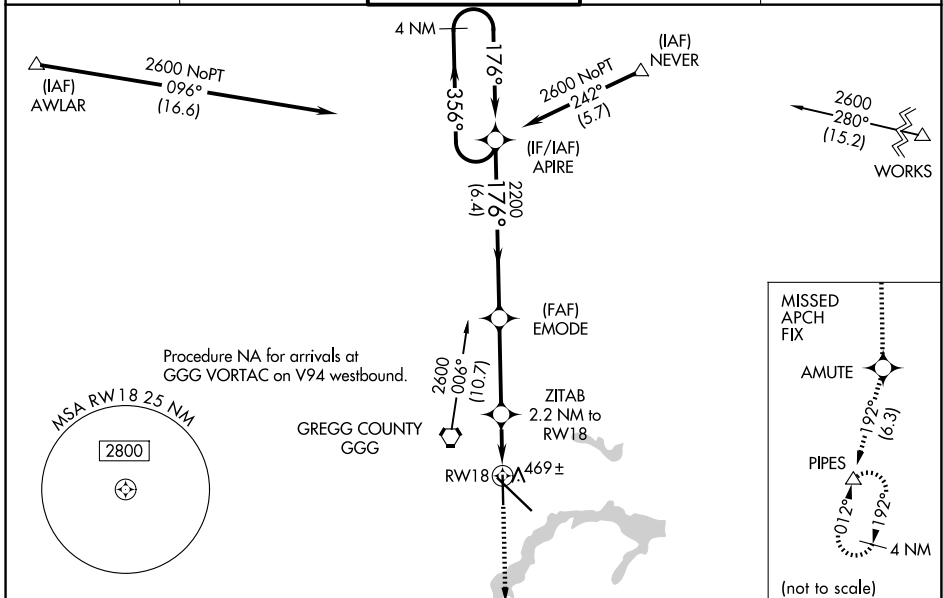 4 NM
176°
356°
(IAF)
AWLAR
2600 NoPT
096°
(16.6)
(IAF)
NEVER
2600 NoPT
242°
(5.7)
(IF/IAF)
APIRE
2600
280°
(15.2)
WORKS
2200
176°
(6.4)
(FAF)
EMODE
Procedure NA for arrivals at
GGG VORTAC on V94 westbound.
2600
006°
(10.7)
GREGG COUNTY
GGG
ZITAB
2.2 NM to
RW18
RW18
469±
MSA RW18 25 NM
2800
MISSED
APCH
FIX
AMUTE
192°
(6.3)
PIPES
012°
192°
4 NM
(not to scale)